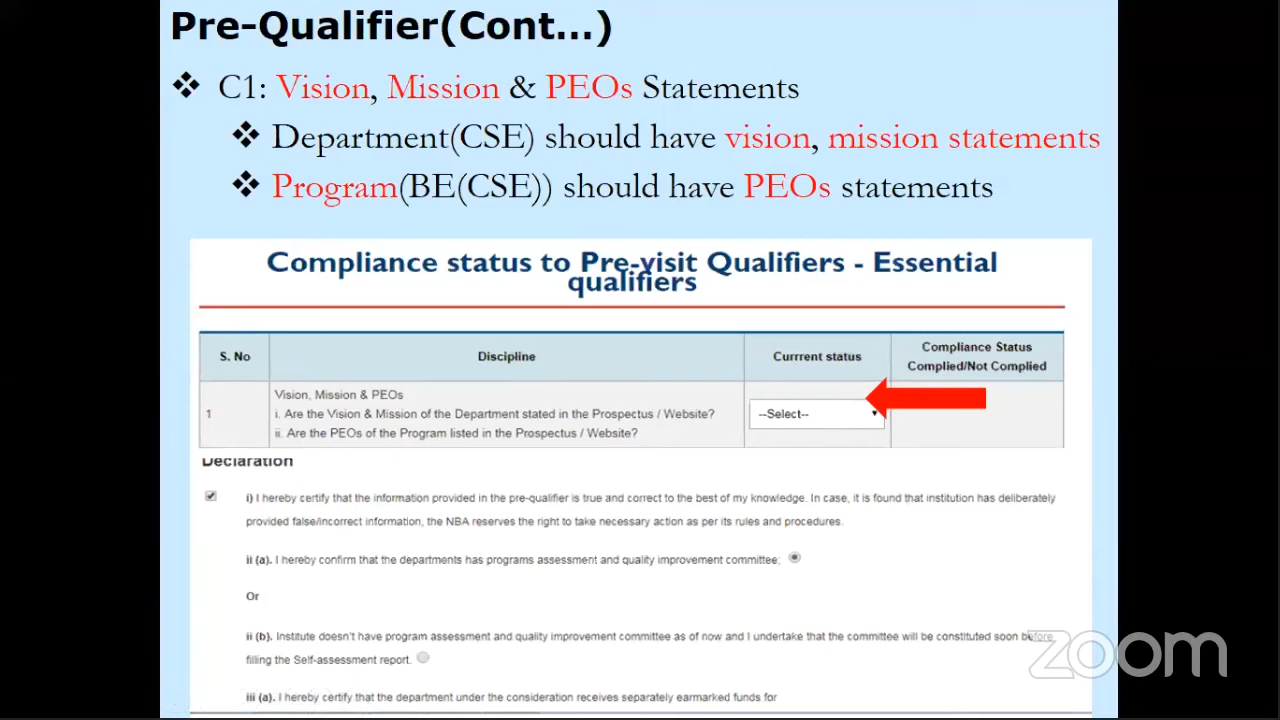 Pre-Qualifier(Cont...)
❖ C1: Vision, Mission & PEOs Statements
❖ Department(CSE) should have vision, mission statements
❖ Program(BE(CSE)) should have PEOs statements
Compliance status to Pre-visit Qualifiers - Essential
qualifiers
S. No
Discipline
Currrent status
Compliance Status
Complied/Not Complied
1
Vision, Mission & PEOs
i. Are the Vision & Mission of the Department stated in the Prospectus / Website?
ii. Are the PEOs of the Program listed in the Prospectus / Website?
--Select--
Declaration
i) I hereby certify that the information provided in the pre-qualifier is true and correct to the best of my knowledge. In case, it is found that institution has deliberately
provided false/incorrect information, the NBA reserves the right to take necessary action as per its rules and procedures.
ii (a). I hereby confirm that the departments has programs assessment and quality improvement committee;
Or
ii (b). Institute doesn't have program assessment and quality improvement committee as of now and I undertake that the committee will be constituted soon before
filling the Self-assessment report.
iii (a). I hereby certify that the department under the consideration receives separately earmarked funds for
zoom